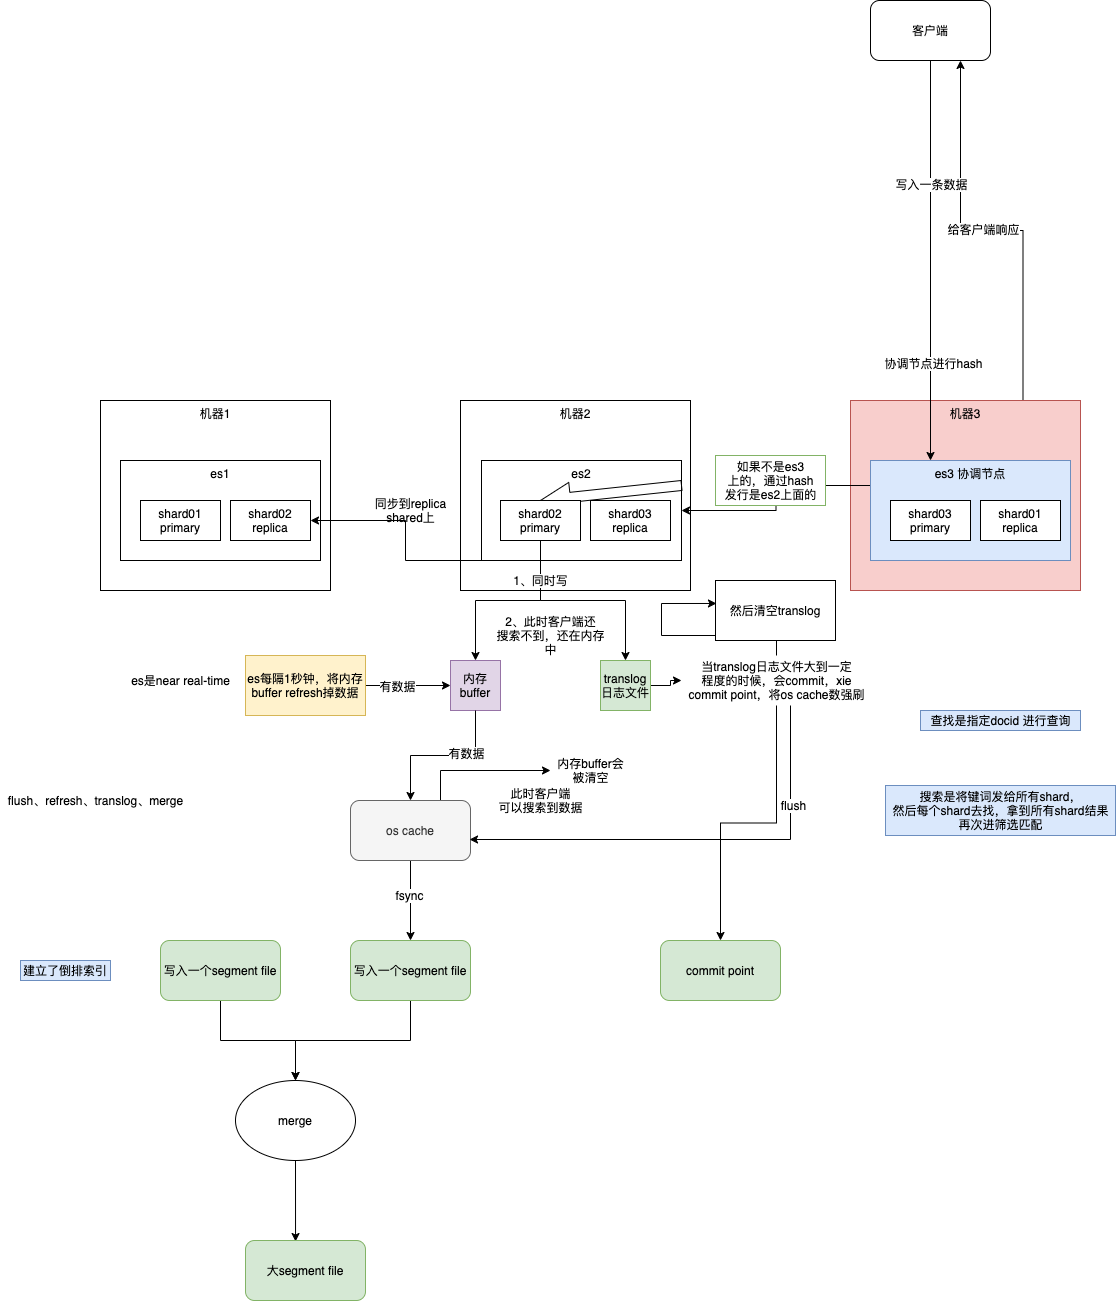 客户端
写入一条数据
给客户端响应
协调节点进行hash
机器1
机器2
机器3
es1
shard01
primary
shard02
replica
同步到replica
shared上
es2
shard02
primary
shard03
replica
如果不是es3
上的，通过hash
发行是es2上面的
es3 协调节点
shard03
primary
shard01
replica
1、同时写
2、此时客户端还
搜索不到，还在内存
中
然后清空translog
es是near real-time
es每隔1秒钟，将内存
buffer refresh掉数据
有数据
内存
buffer
translog
日志文件
当translog日志文件大到一定
程度的时候，会commit，xie
commit point，将os cache数强刷
查找是指定docid 进行查询
有数据
内存buffer会
被清空
此时客户端
可以搜索到数据
flush、refresh、translog、merge
os cache
flush
搜索是将键词发给所有shard，
然后每个shard去找，拿到所有shard结果
再次进筛选匹配
fsync
建立了倒排索引
写入一个segment file
写入一个segment file
commit point
merge
大segment file